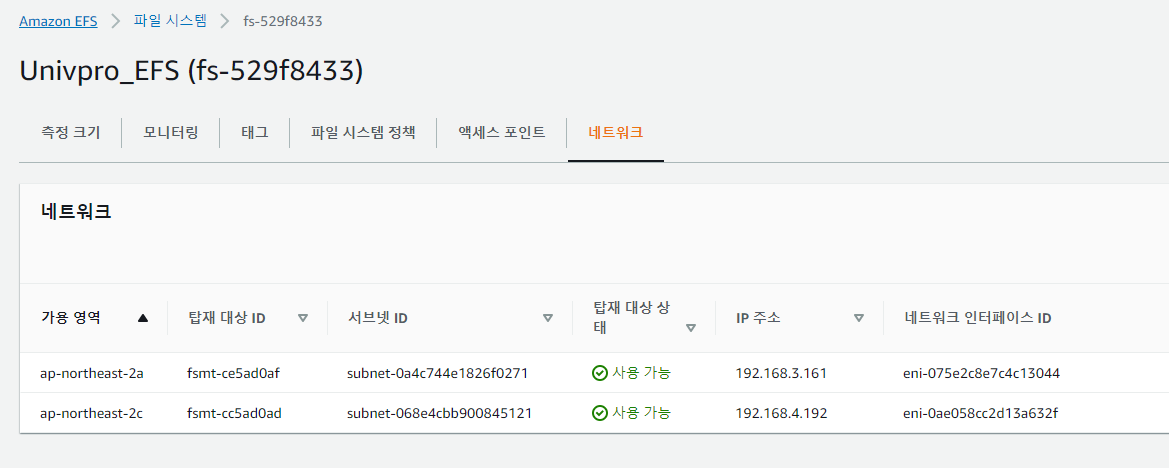 Amazon EFS > 파일 시스템 > fs-529f8433
Univpro_EFS (fs-529f8433)
측정 크기 모니터링 태그 파일 시스템 정책 액세스 포인트 네트워크
네트워크
가용 영역 탑재 대상 ID 서브넷 ID 탑재 대상 상태 IP 주소 네트워크 인터페이스 ID
ap-northeast-2a fsmt-ce5ad0af subnet-0a4c744e1826f0271 사용 가능 192.168.3.161 eni-075e2c8e7c4c13044
ap-northeast-2c fsmt-cc5ad0ad subnet-068e4cbb900845121 사용 가능 192.168.4.192 eni-0ae058cc2d13a632f